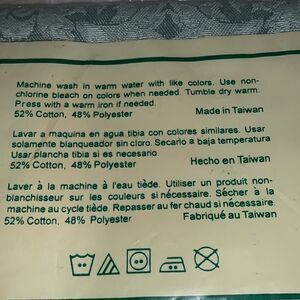 Machine wash in warm water with like colors. Use non-
chlorine bleach on colors when needed. Tumble dry warm.
Press with a warm iron if needed.
52% Cotton, 48% Polyester Made in Taiwan
Lavar a maquina en agua tibia con colores similares. Usar
solamente blanqueador sin cloro. Secarlo a baja temperatura
Usar plancha tibia si es necesario.
52% Cotton, 48% Polyester Hecho en Taiwan
Laver à la machine à l'eau tiède. Utiliser un produit non-
blanchisseur sur les couleurs si nécessaire. Sécher à la
machine au cycle tiède. Repasser au fer chaud si nécessaire.
52% Cotton, 48% Polyester Fabriqué au Taiwan